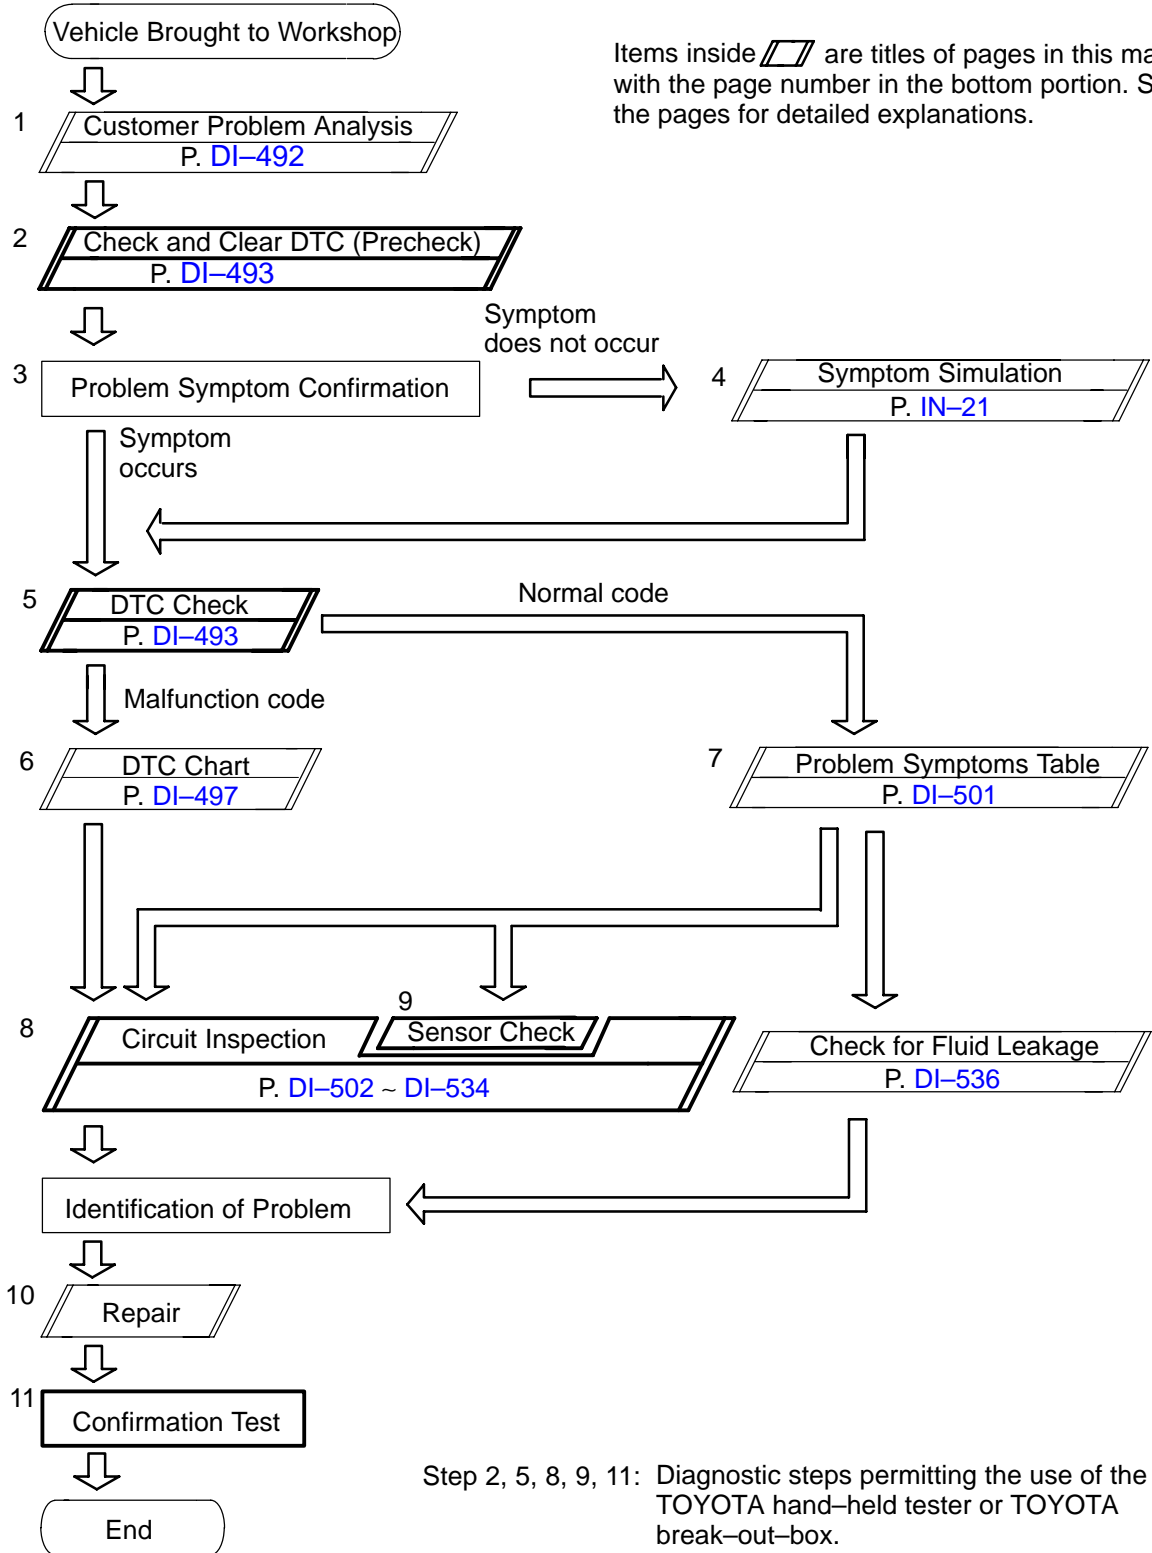 Vehicle Brought to Workshop
Items inside are titles of pages in this ma
with the page number in the bottom portion. S
the pages for detailed explanations.
1
Customer Problem Analysis
P. DI–492
2
Check and Clear DTC (Precheck)
P. DI–493
Symptom
does not occur
3
Problem Symptom Confirmation
4
Symptom Simulation
P. IN–21
Symptom
occurs
5
DTC Check
P. DI–493
Normal code
Malfunction code
6
DTC Chart
P. DI–497
7
Problem Symptoms Table
P. DI–501
8
Circuit Inspection
9
Sensor Check
P. DI–502 ~ DI–534
Check for Fluid Leakage
P. DI–536
Identification of Problem
10
Repair
11
Confirmation Test
Step 2, 5, 8, 9, 11: Diagnostic steps permitting the use of the
TOYOTA hand–held tester or TOYOTA
break–out–box.
End